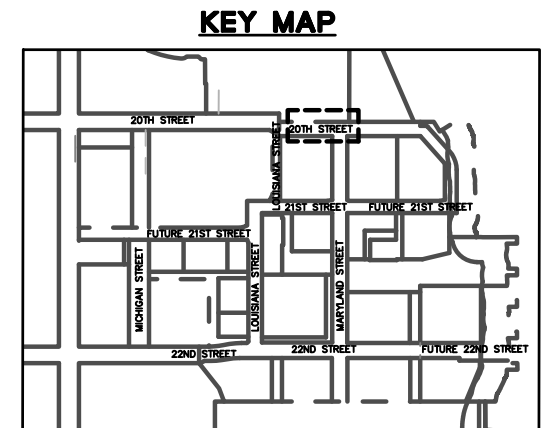 KEY MAP
20TH STREET
20TH STREET
LOUISIANA STREET
21ST STREET
FUTURE 21ST STREET
FUTURE 21ST STREET
MICHIGAN STREET
LOUISIANA STREET
MARYLAND STREET
22ND STREET
22ND STREET
FUTURE 22ND STREET